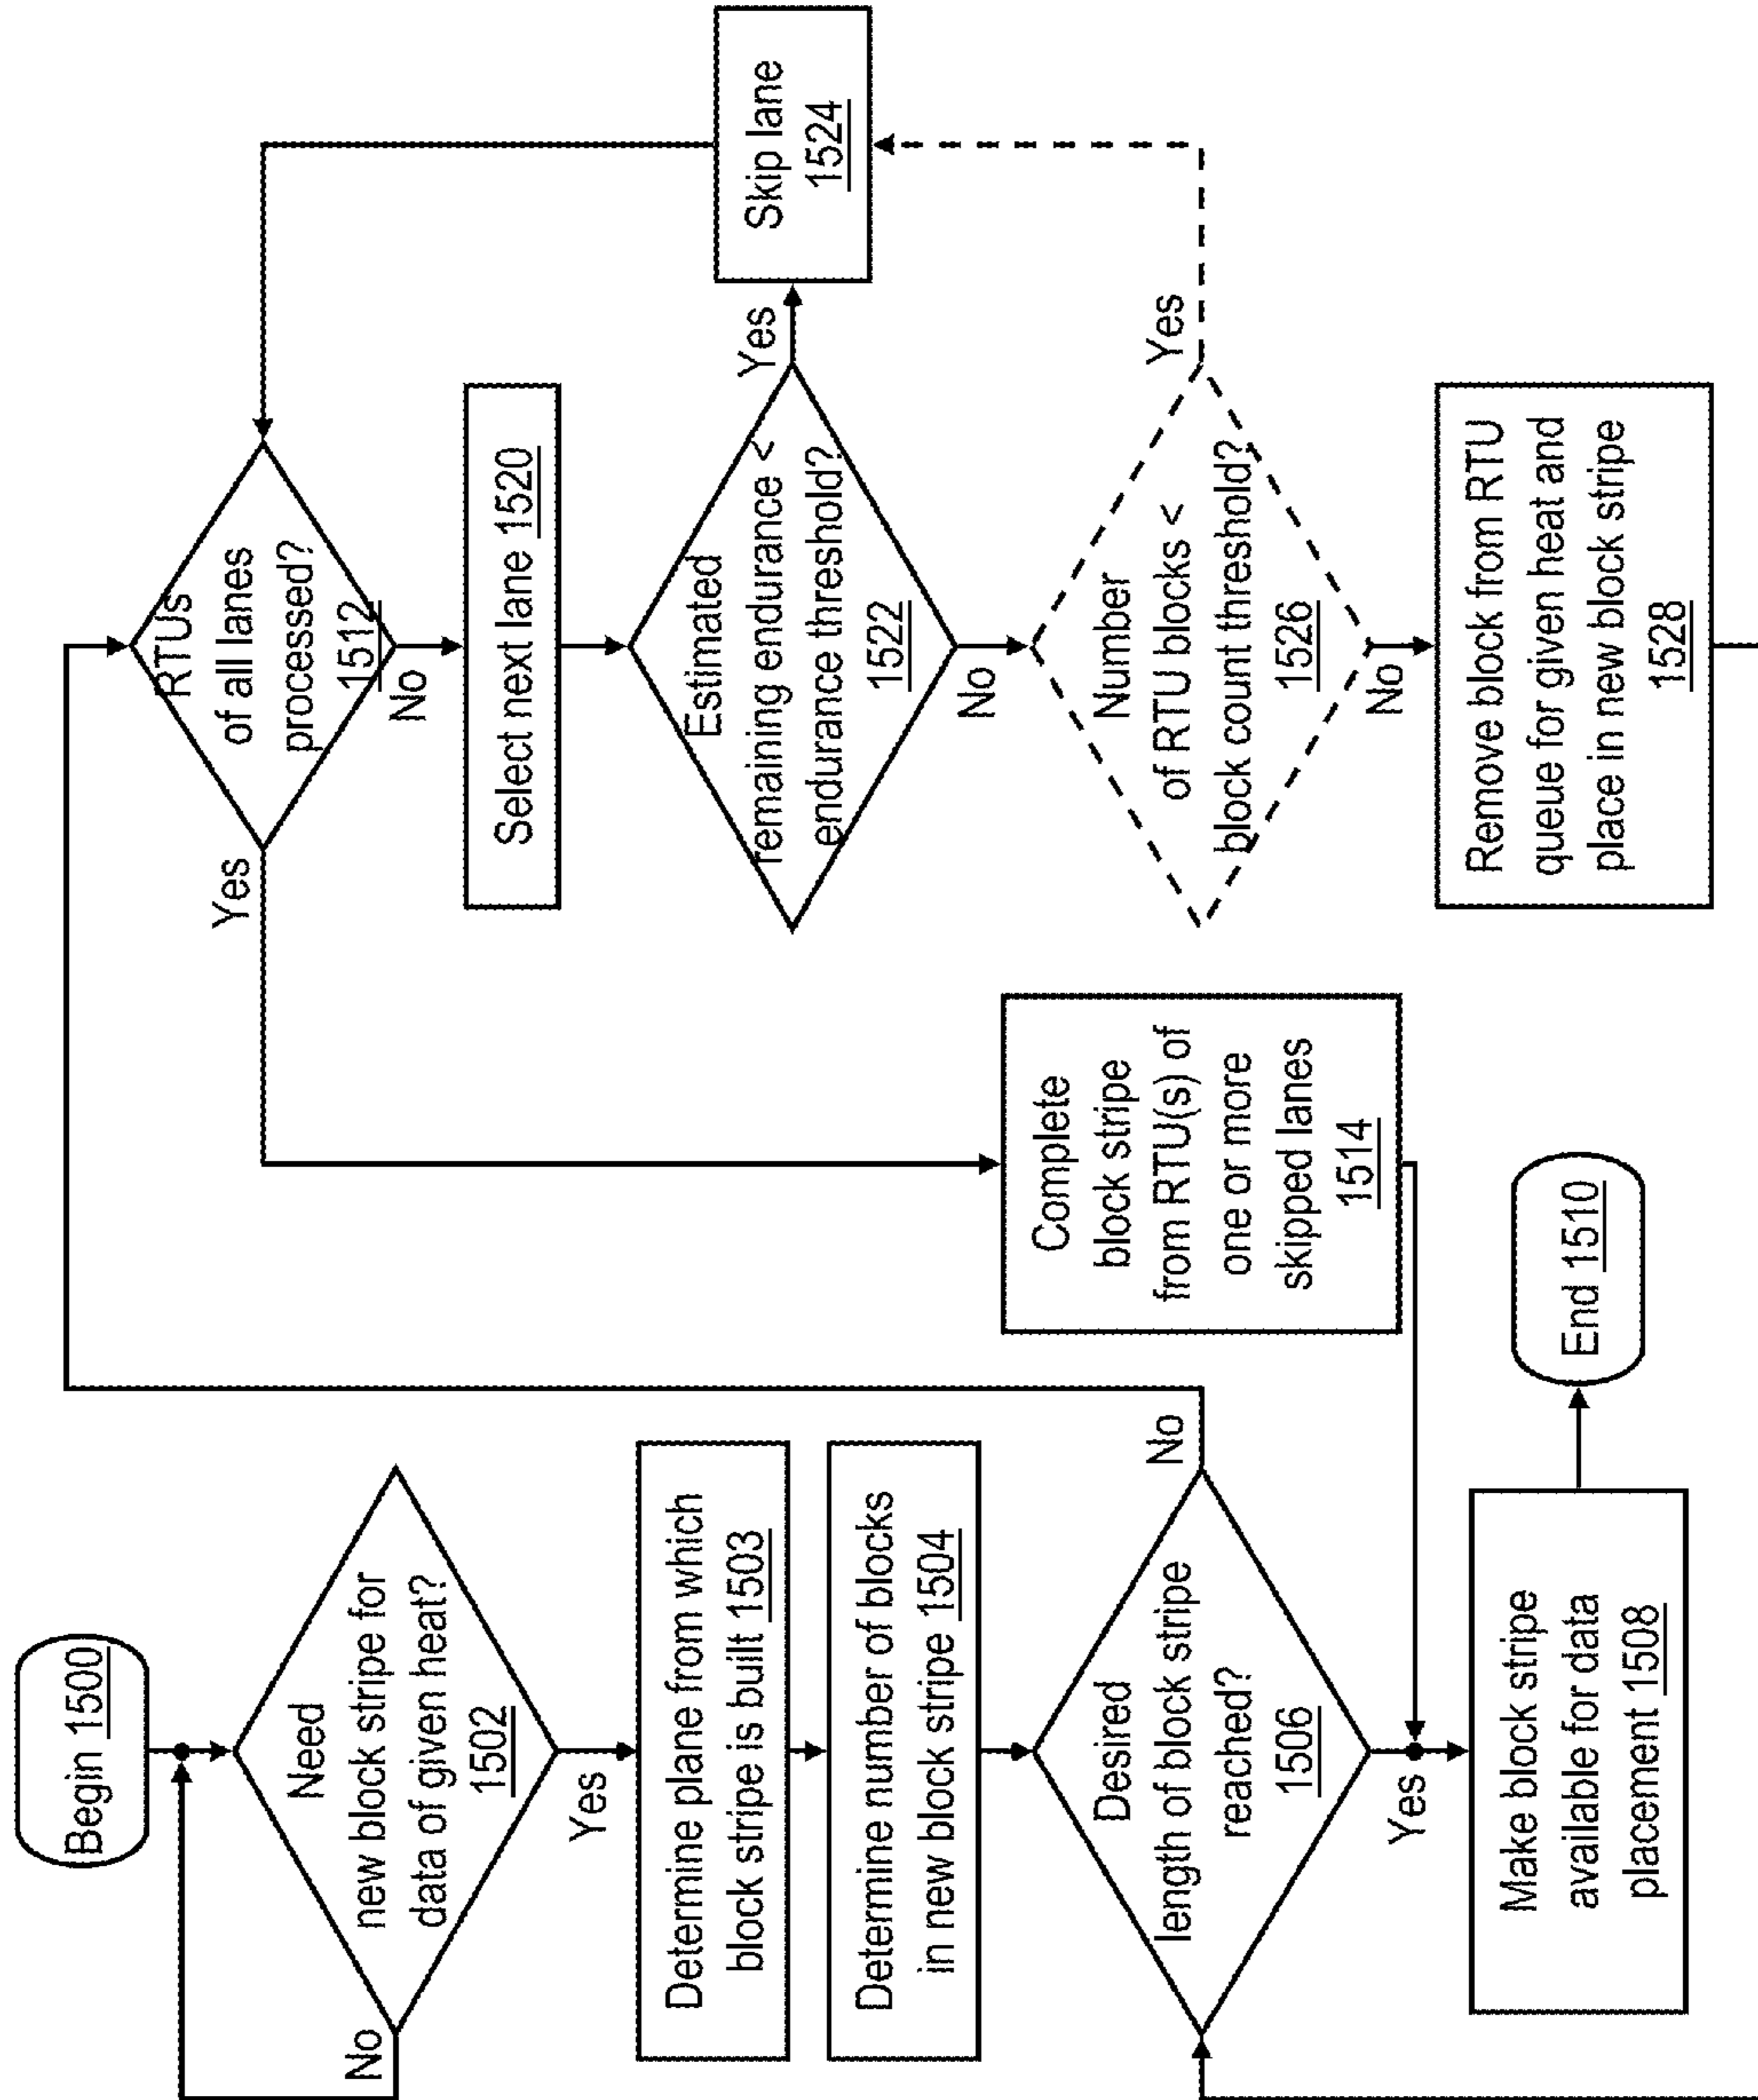 Begin 1500
Need
new block stripe for
data of given heat?
1502
No
Yes
Determine plane from which
block stripe is built 1503
Determine number of blocks
in new block stripe 1504
Desired
length of block stripe
reached?
1506
No
Yes
Make block stripe
available for data
placement 1508
End 1510
Complete
block stripe
from RTU(s) of
one or more
skipped lanes
1514
RTUs
of all lanes
processed?
1512
Yes
No
Select next lane 1520
Estimated
remaining endurance <
endurance threshold?
1522
Yes
No
Skip lane
1524
Number
of RTU blocks <
block count threshold?
1526
Yes
No
Remove block from RTU
queue for given heat and
place in new block stripe
1528